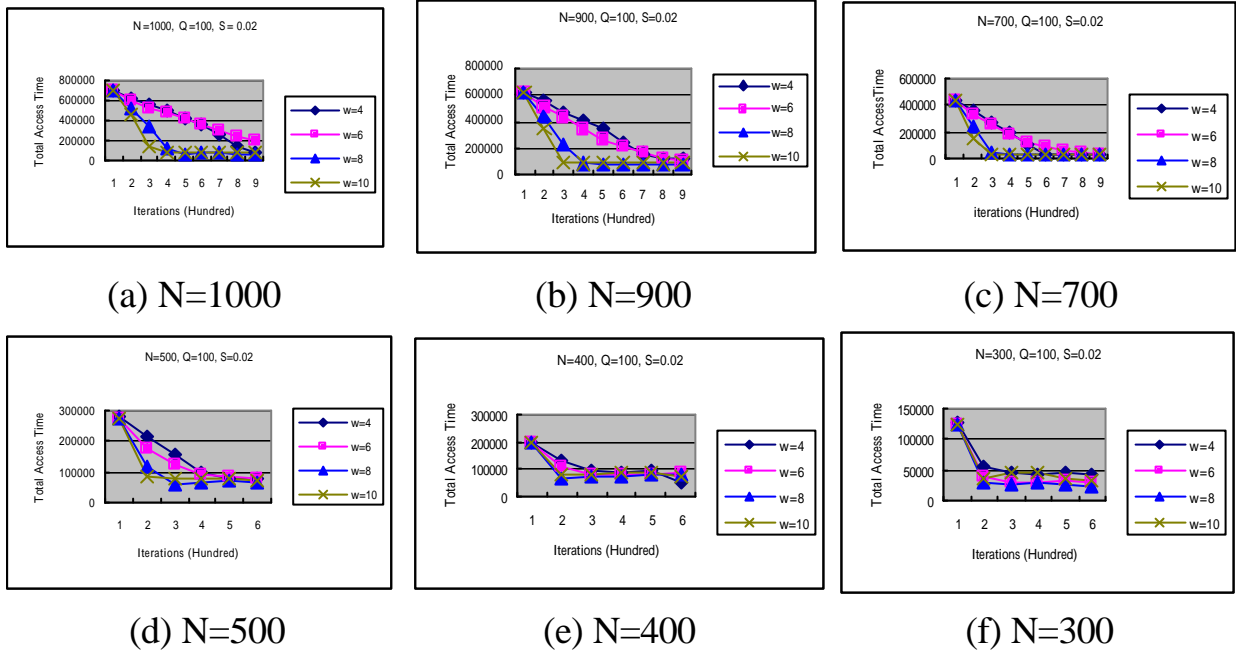 N=1000, Q=100, S = 0.02
Total Access Time
800000
600000
400000
200000
0
1 2 3 4 5 6 7 8 9
Iterations (Hundred)
w=4
w=6
w=8
w=10
(a) N=1000
N=900, Q=100, S=0.02
Total Access Time
800000
600000
400000
200000
0
1 2 3 4 5 6 7 8 9
Iterations (Hundred)
w=4
w=6
w=8
w=10
(b) N=900
N=700, Q=100, S=0.02
Total AccessTime
600000
400000
200000
0
1 2 3 4 5 6 7 8 9
iterations (Hundred)
w=4
w=6
w=8
w=10
(c) N=700
N=500, Q=100, S=0.02
Total Access Time
300000
200000
100000
0
1 2 3 4 5 6
Iterations (Hundred)
w=4
w=6
w=8
w=10
(d) N=500
N=400, Q=100, S=0.02
Total Access Time
300000
200000
100000
0
1 2 3 4 5 6
Iterations (Hundred)
w=4
w=6
w=8
w=10
(e) N=400
N=300, Q=100, S=0.02
Total Access Time
150000
100000
50000
0
1 2 3 4 5 6
Iterations (Hundred)
w=4
w=6
w=8
w=10
(f) N=300